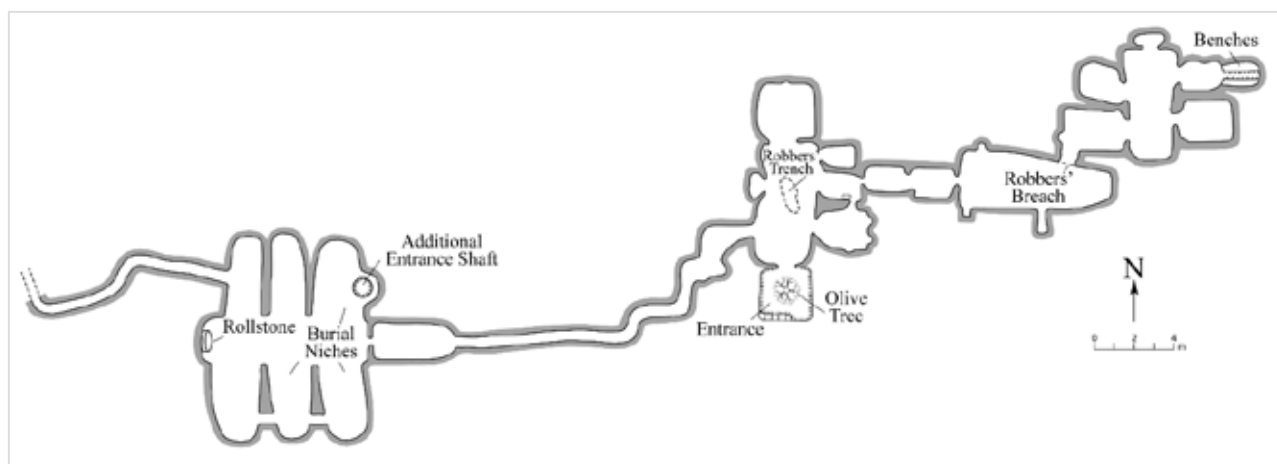 Benches
Robbers
Trench
Robbers'
Breach
Additional
Entrance Shaft
N
Olive
Tree
Entrance
Rollstone
Burial
Niches
0 2 4
m